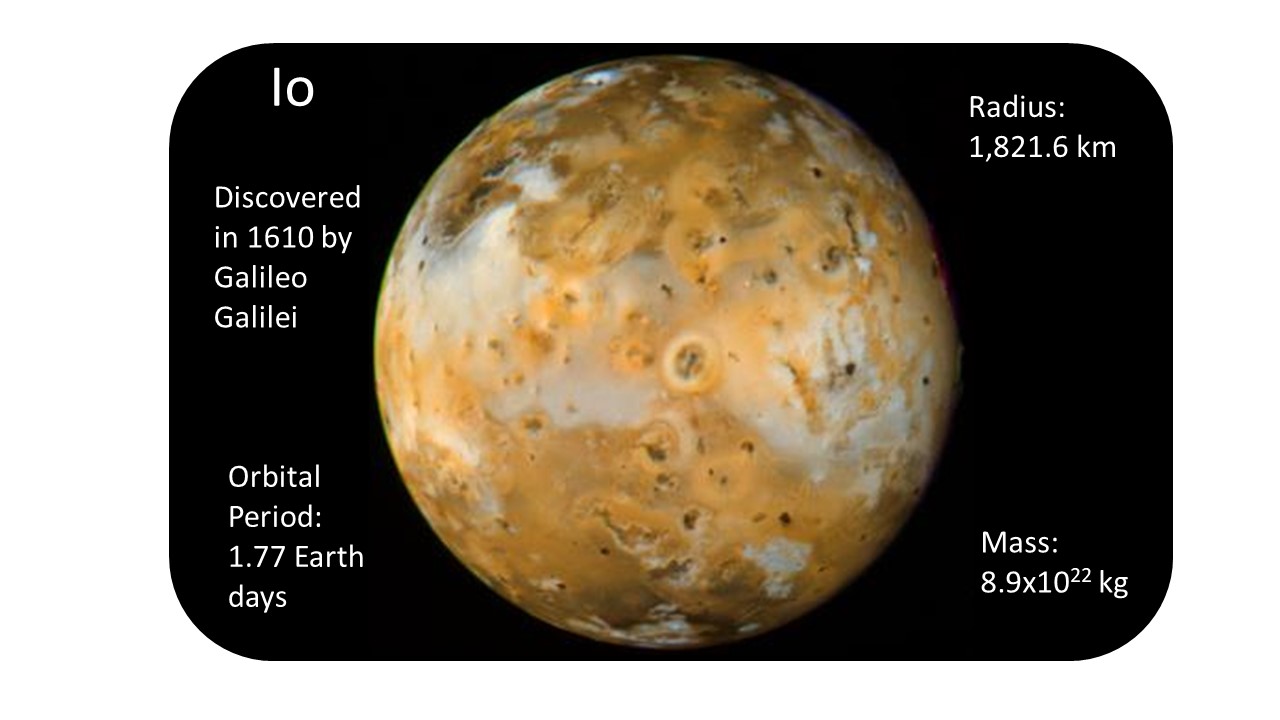 Io
Radius:
1,821.6 km
Discovered
in 1610 by
Galileo
Galilei
Orbital
Period:
1.77 Earth
days
Mass:
8.9x10²² kg